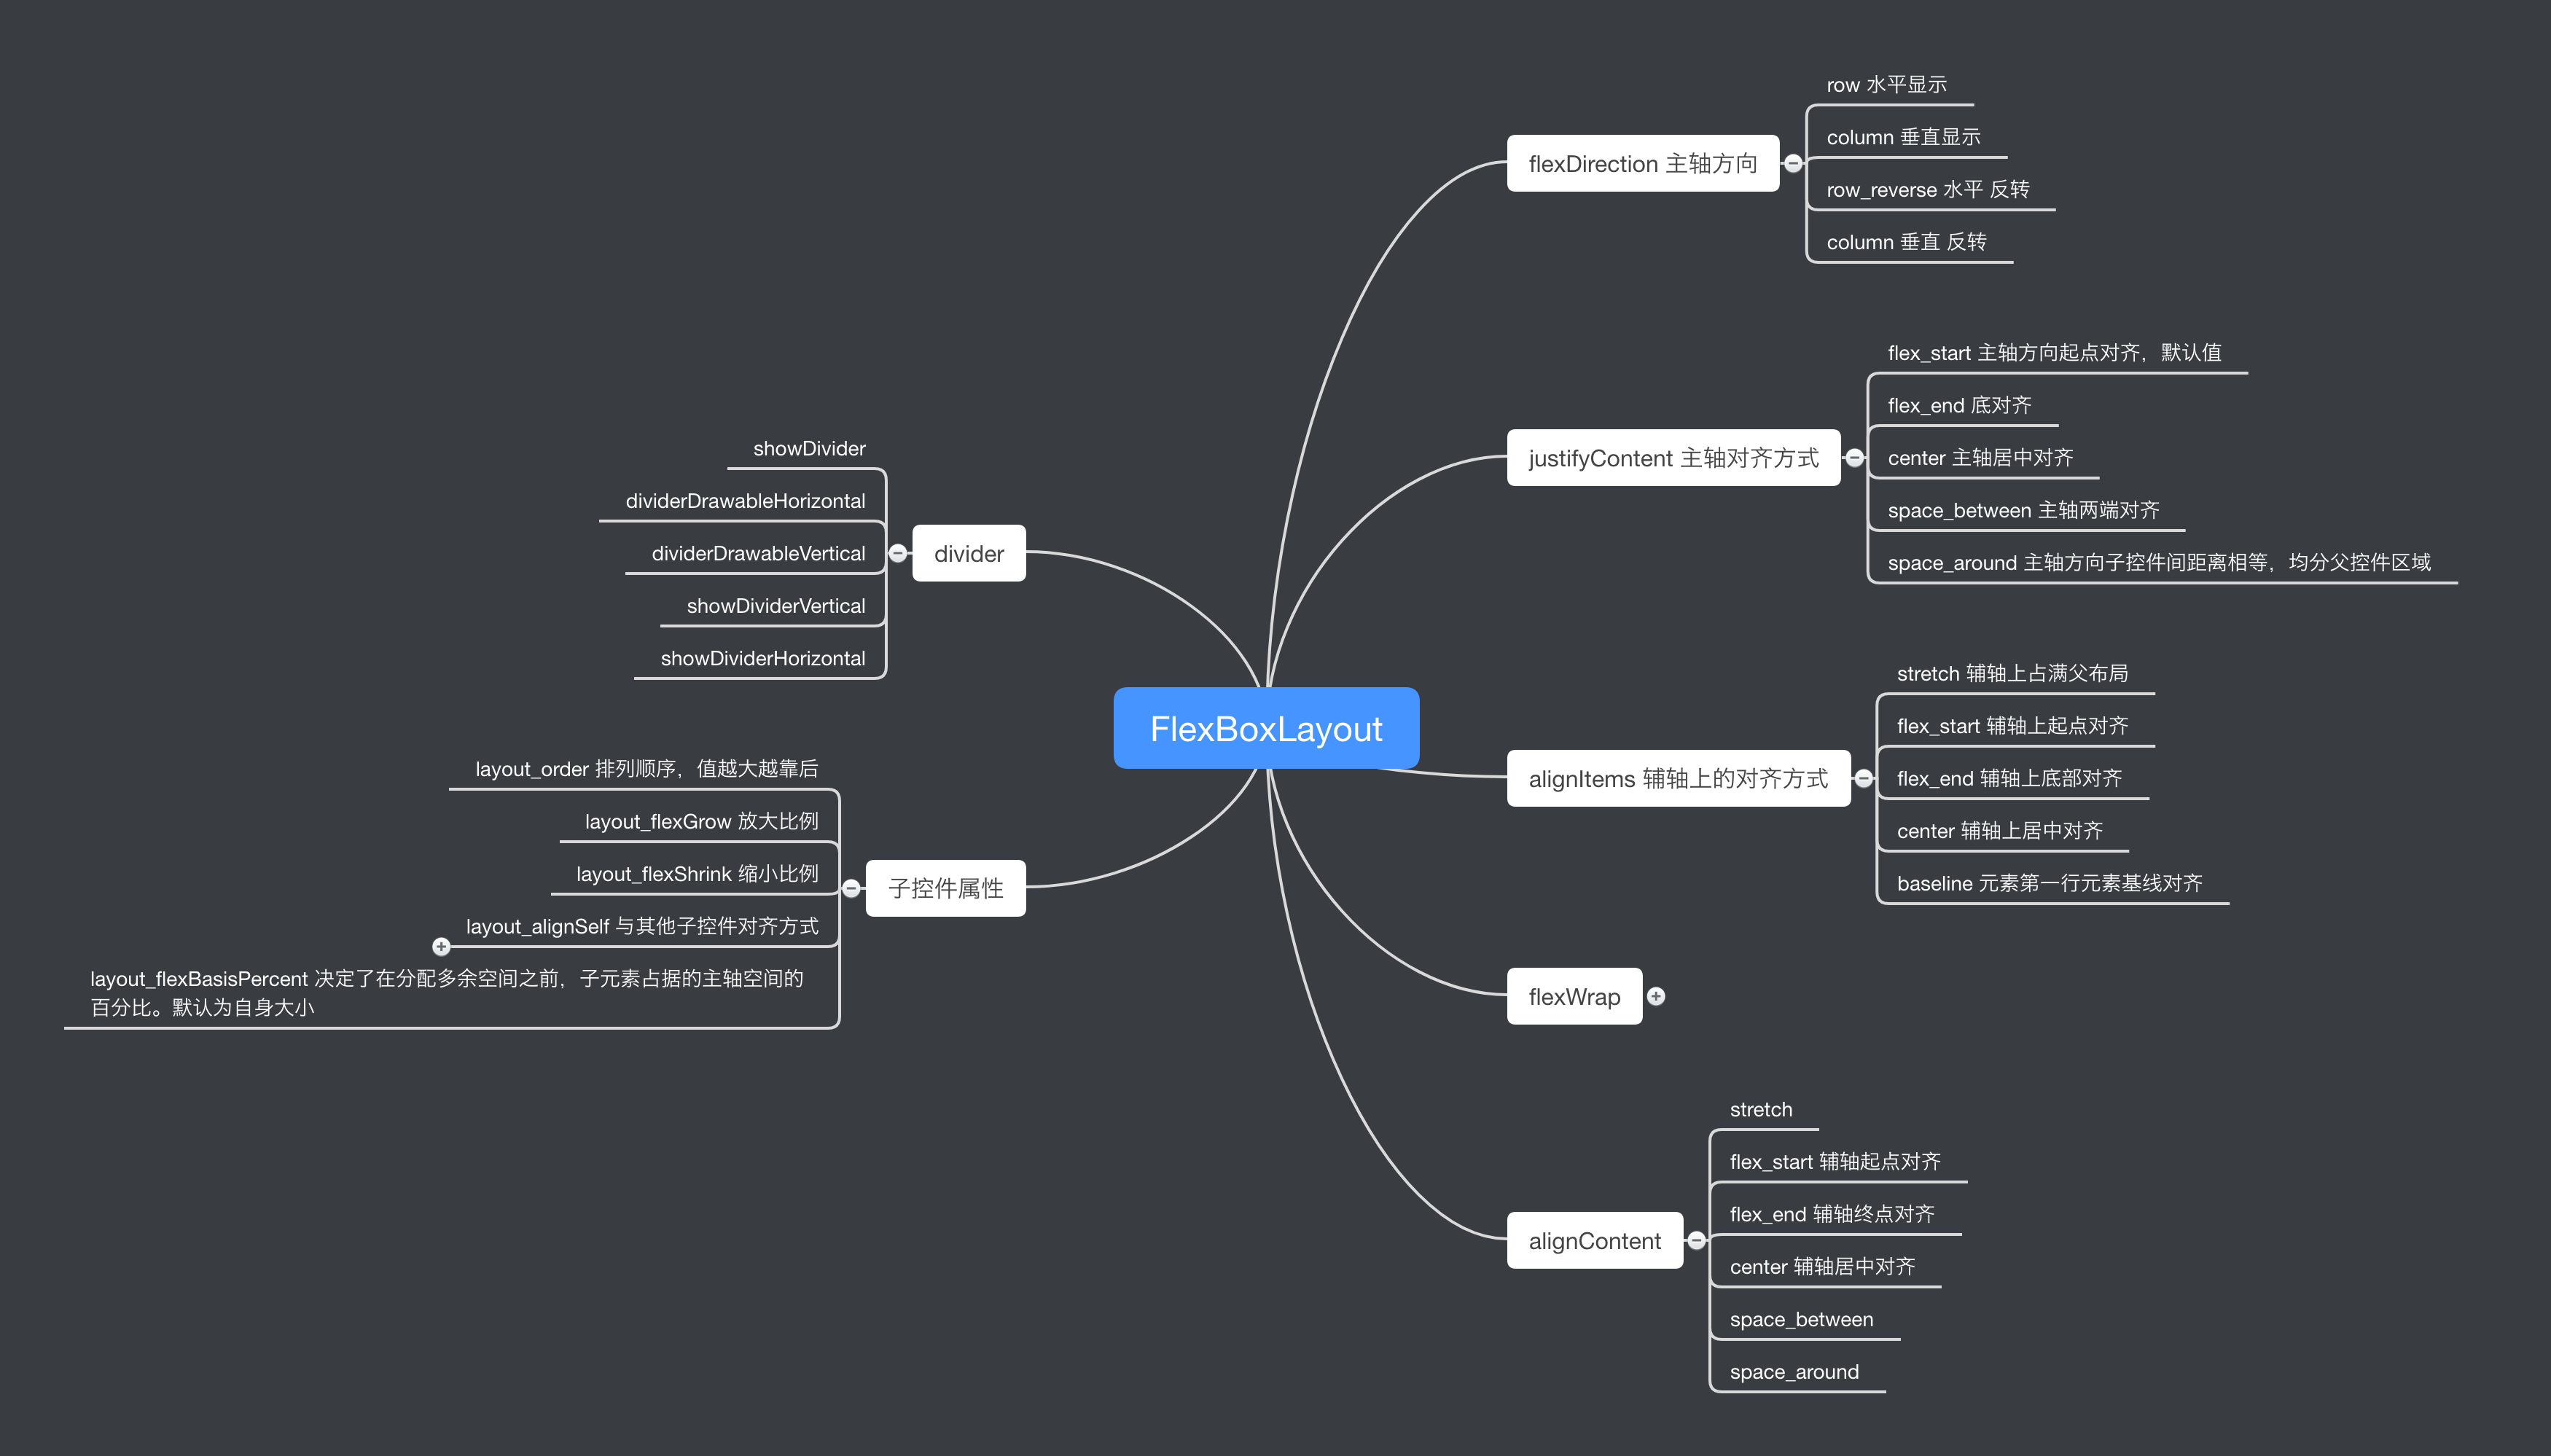 FlexBoxLayout
flexDirection 主轴方向
row 水平显示
column 垂直显示
row_reverse 水平 反转
column 垂直 反转
justifyContent 主轴对齐方式
flex_start 主轴方向起点对齐，默认值
flex_end 底对齐
center 主轴居中对齐
space_between 主轴两端对齐
space_around 主轴方向子控件间距离相等，均分父控件区域
alignItems 辅轴上的对齐方式
stretch 辅轴上占满父布局
flex_start 辅轴上起点对齐
flex_end 辅轴上底部对齐
center 辅轴上居中对齐
baseline 元素第一行元素基线对齐
flexWrap
alignContent
stretch
flex_start 辅轴起点对齐
flex_end 辅轴终点对齐
center 辅轴居中对齐
space_between
space_around
divider
showDivider
dividerDrawableHorizontal
dividerDrawableVertical
showDividerVertical
showDividerHorizontal
子控件属性
layout_order 排列顺序，值越大越靠后
layout_flexGrow 放大比例
layout_flexShrink 缩小比例
layout_alignSelf 与其他子控件对齐方式
layout_flexBasisPercent 决定了在分配多余空间之前，子元素占据的主轴空间的
百分比。默认为自身大小